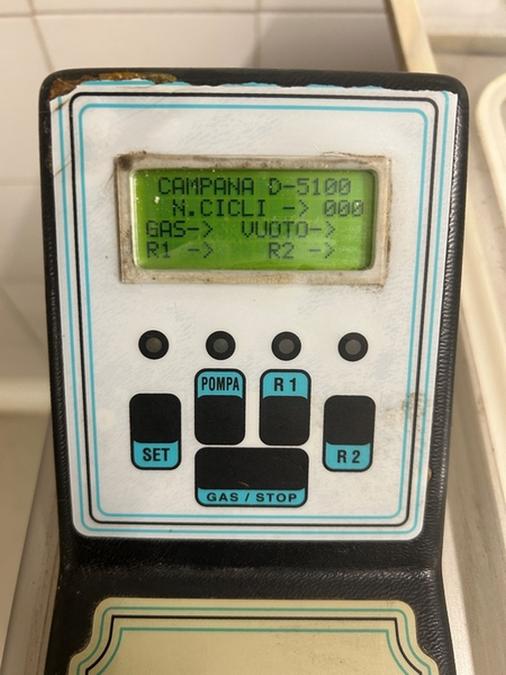 CAMPANA D-5100
N.CICLI -> 000
GAS-> VUOTO->
R1 -> R2 ->
POMPA R 1
SET R 2
GAS / STOP